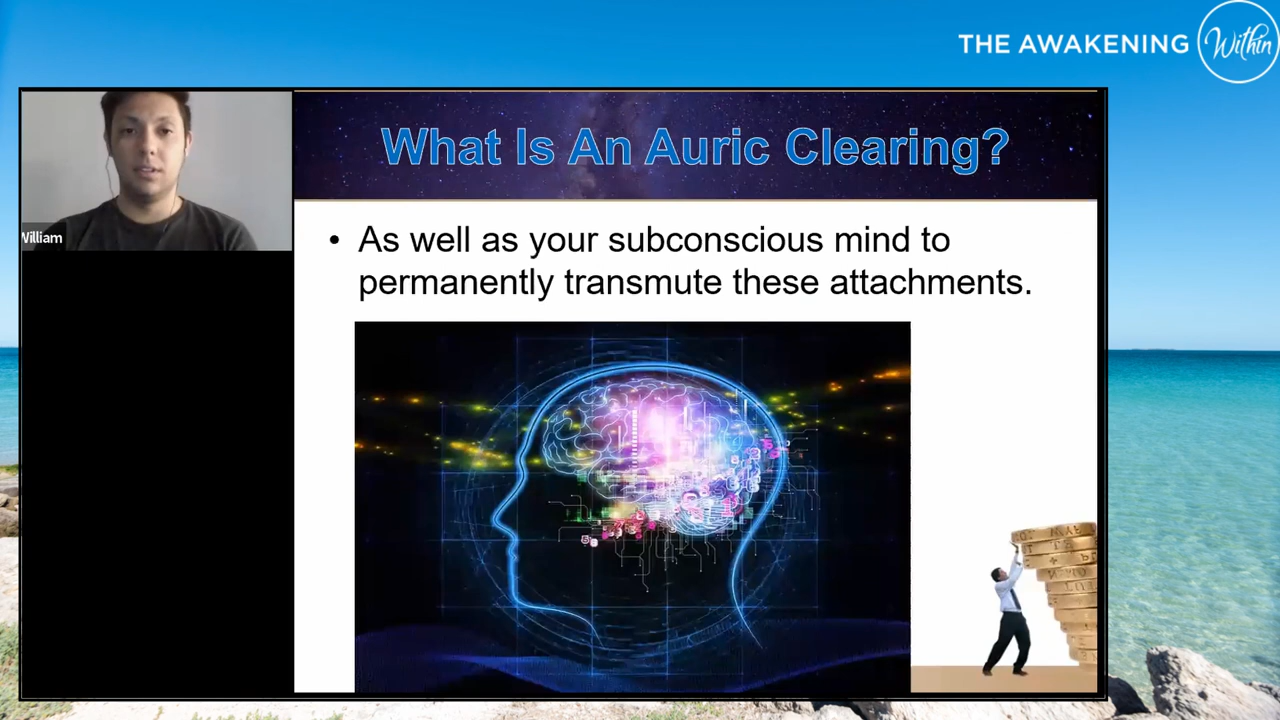 THE AWAKENING Within
What Is An Auric Clearing?
William
• As well as your subconscious mind to
permanently transmute these attachments.